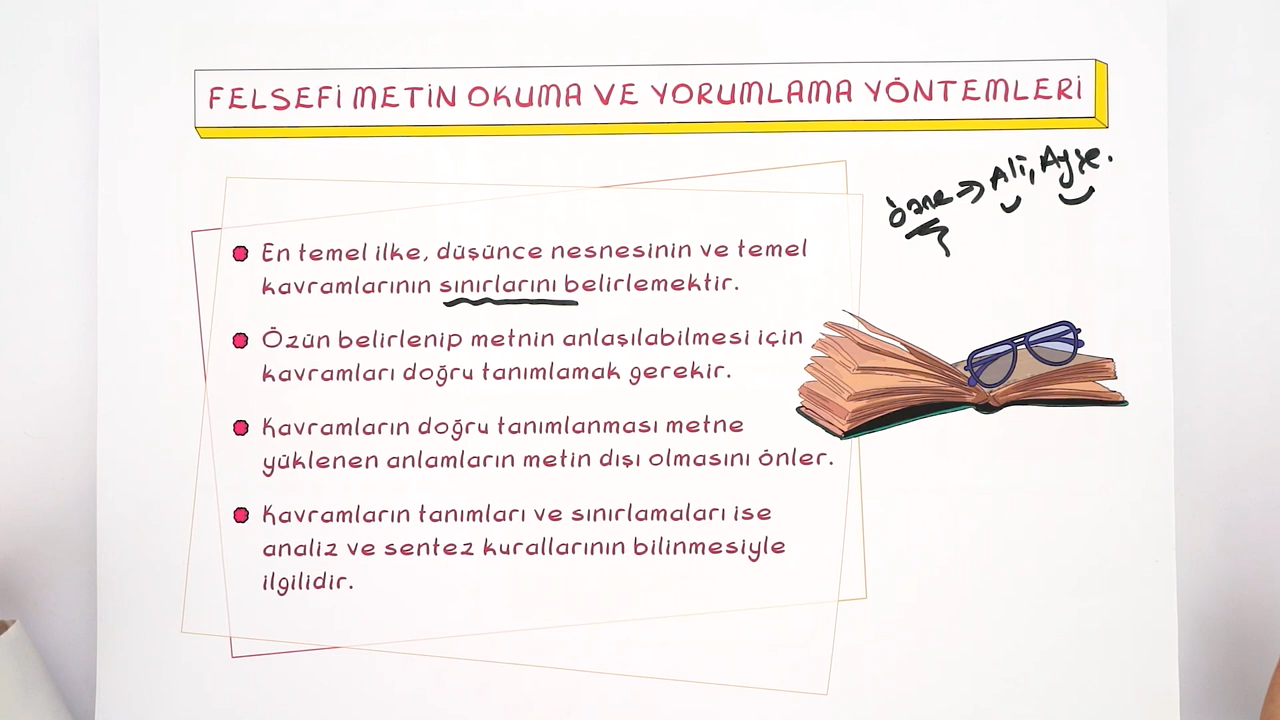 FELSEFİ METİN OKUMA VE YORUMLAMA YÖNTEMLERİ
özne => Ali, Ayşe.
En temel ilke, düşünce nesnesinin ve temel
kavramlarının sınırlarını belirlemektir.
Özün belirlenip metnin anlaşılabilmesi için
kavramları doğru tanımlamak gerekir.
Kavramların doğru tanımlanması metne
yüklenen anlamların metin dışı olmasını önler.
Kavramların tanımları ve sınırlamaları ise
analiz ve sentez kurallarının bilinmesiyle
ilgilidir.